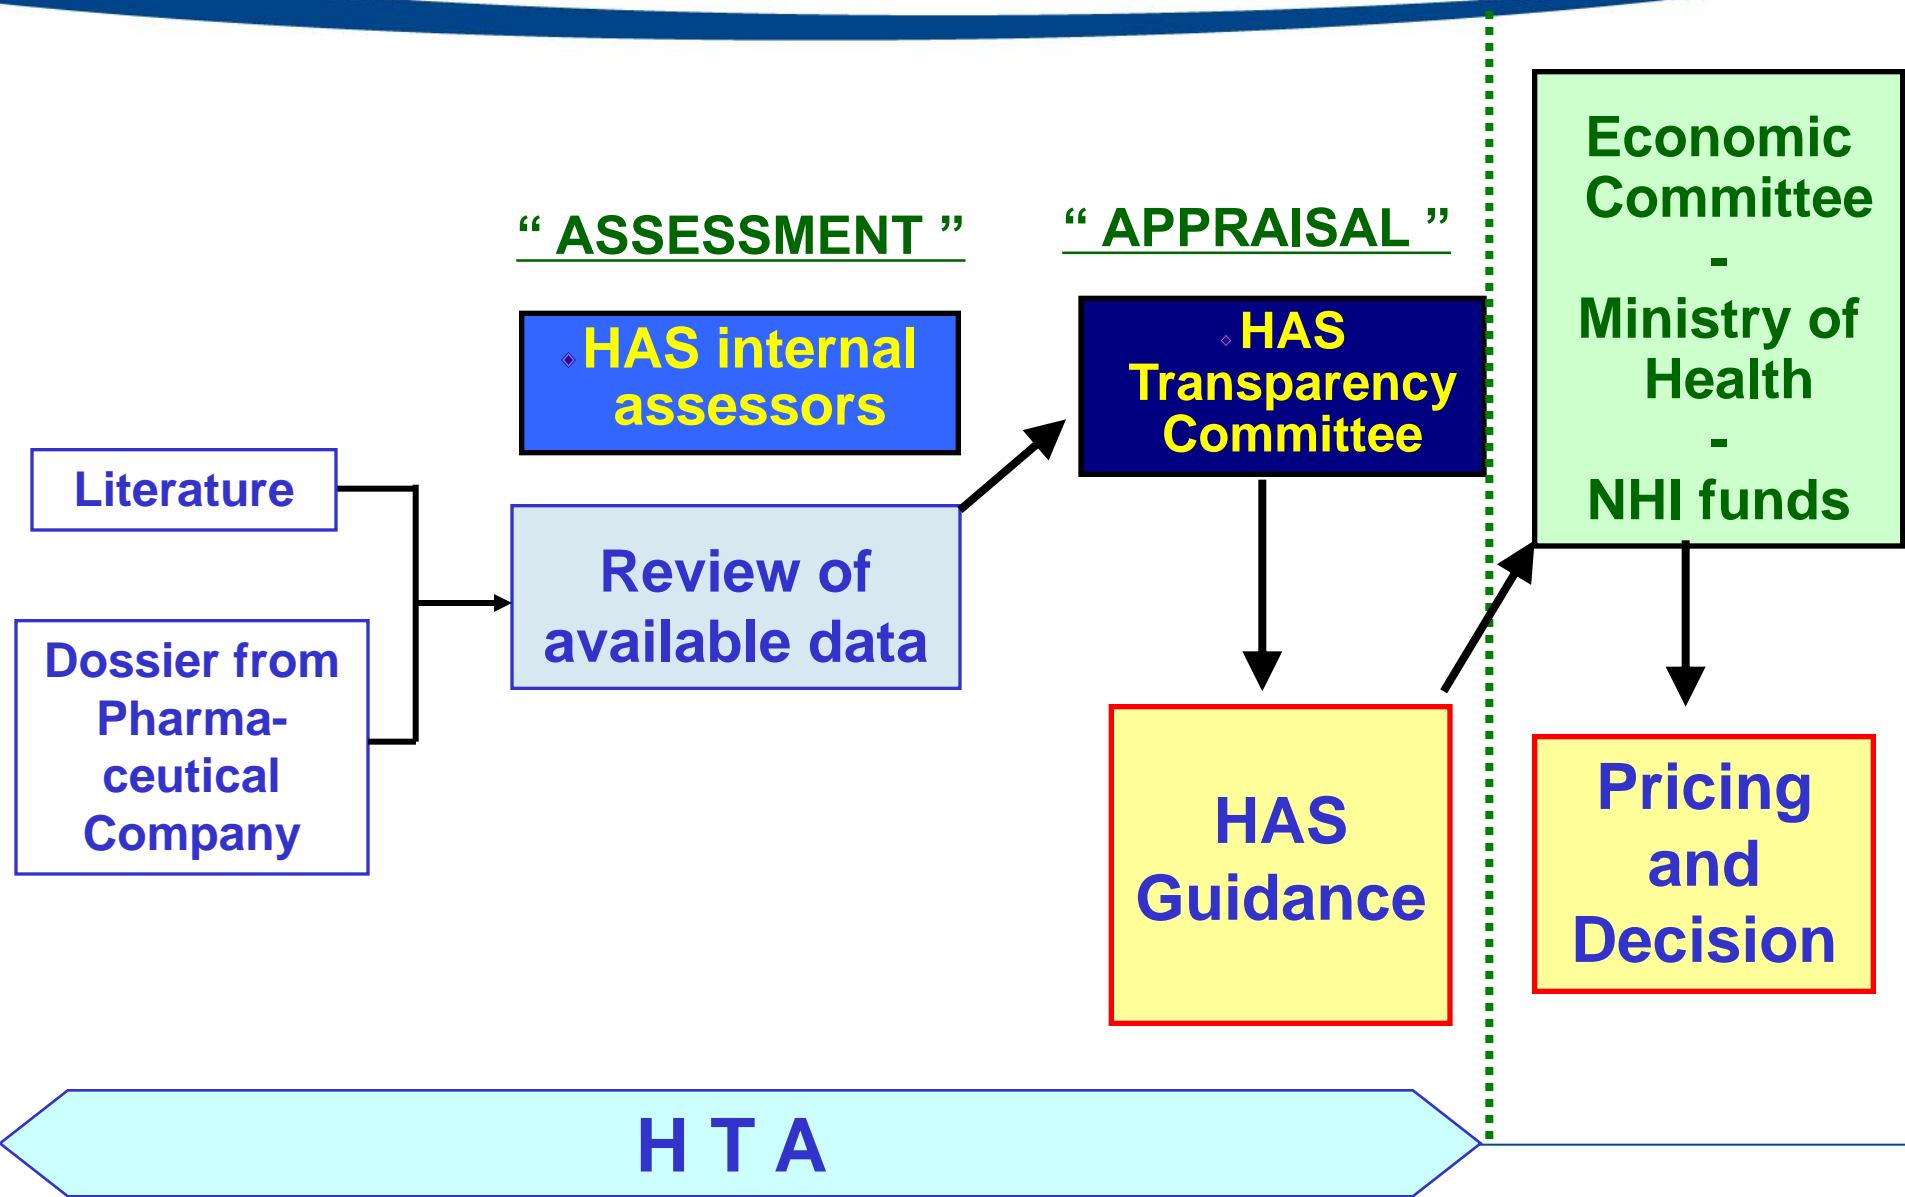 “ ASSESSMENT ”
“ APPRAISAL ”
HAS internal
assessors
HAS
Transparency
Committee
Economic
Committee
-
Ministry of
Health
-
NHI funds
Literature
Dossier from
Pharma-
ceutical
Company
Review of
available data
HAS
Guidance
Pricing
and
Decision
H T A